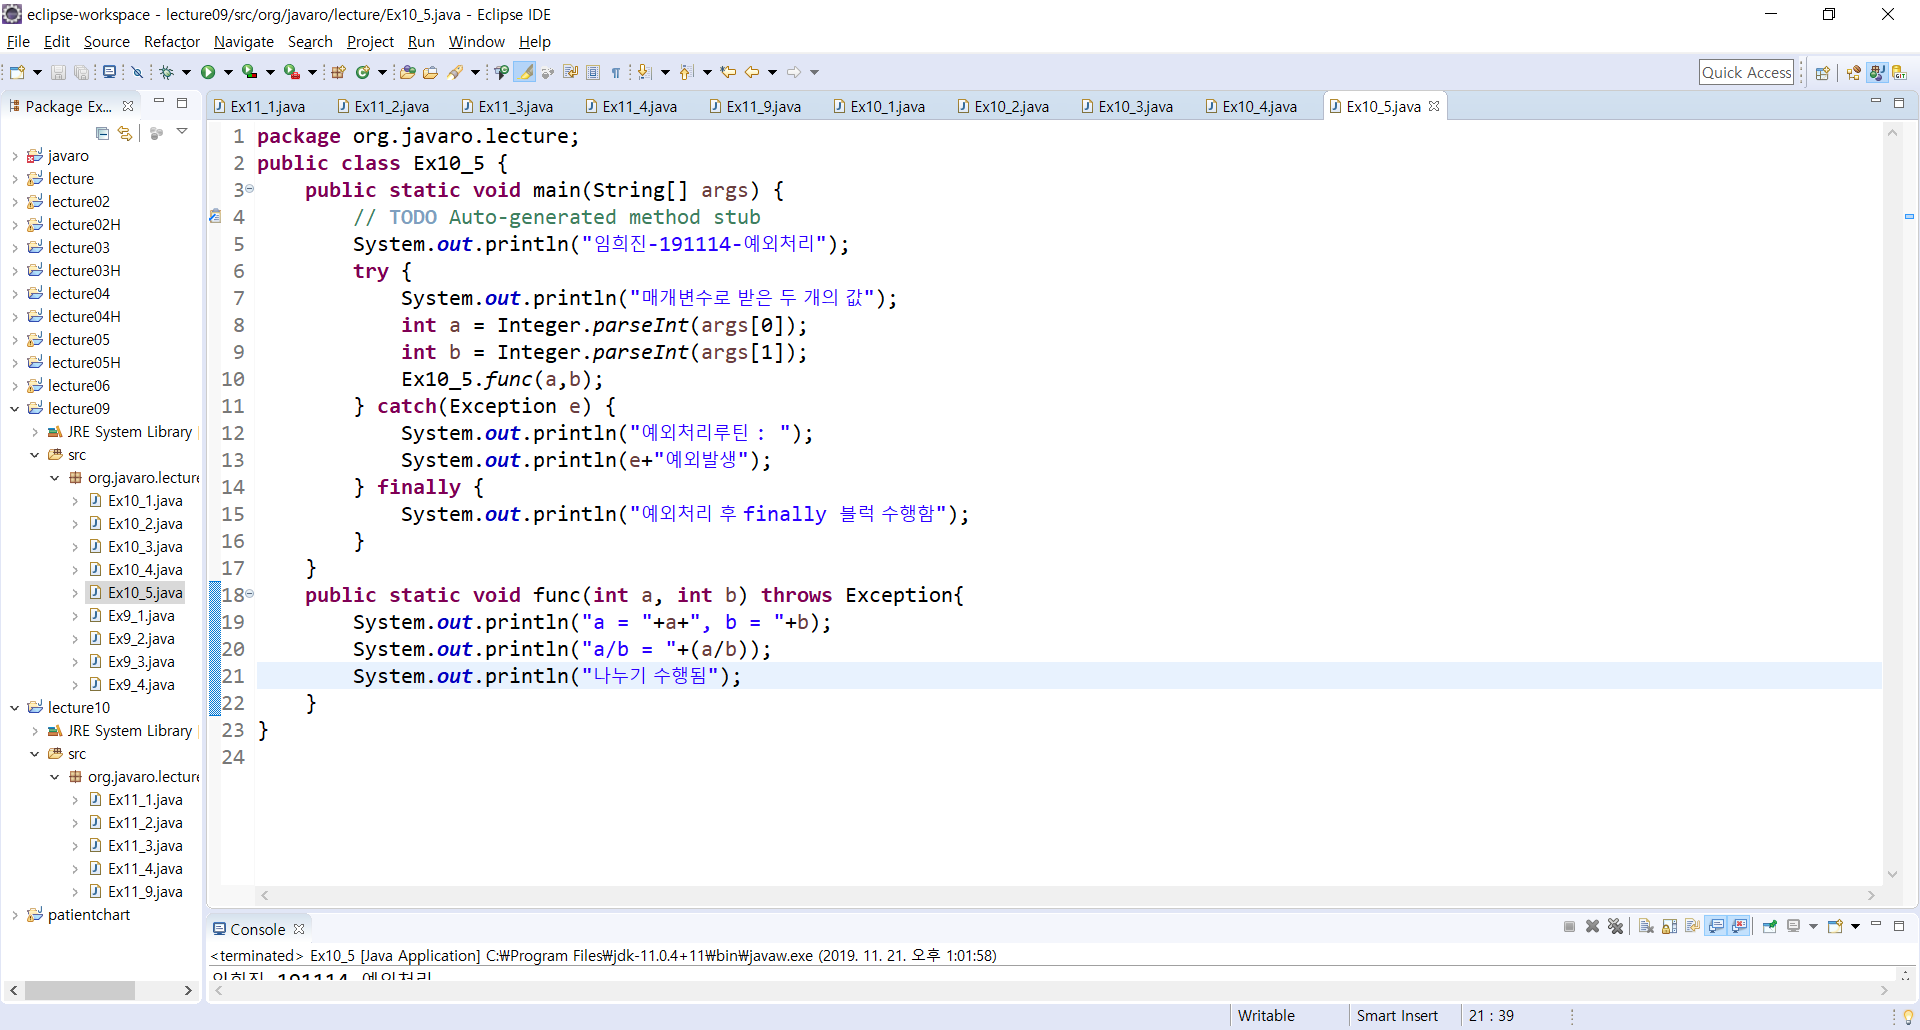 eclipse-workspace - lecture09/src/org/javaro/lecture/Ex10_5.java - Eclipse IDE
File Edit Source Refactor Navigate Search Project Run Window Help
Quick Access
Package Ex...
javaro
lecture
lecture02
lecture02H
lecture03
lecture03H
lecture04
lecture04H
lecture05
lecture05H
lecture06
lecture09
JRE System Library
src
org.javaro.lecture
Ex10_1.java
Ex10_2.java
Ex10_3.java
Ex10_4.java
Ex10_5.java
Ex9_1.java
Ex9_2.java
Ex9_3.java
Ex9_4.java
lecture10
JRE System Library
src
org.javaro.lecture
Ex11_1.java
Ex11_2.java
Ex11_3.java
Ex11_4.java
Ex11_9.java
patientchart
Ex11_1.java Ex11_2.java Ex11_3.java Ex11_4.java Ex11_9.java Ex10_1.java Ex10_2.java Ex10_3.java Ex10_4.java Ex10_5.java
1 package org.javaro.lecture;
2 public class Ex10_5 {
3 public static void main(String[] args) {
4 // TODO Auto-generated method stub
5 System.out.println("임희진-191114-예외처리");
6 try {
7 System.out.println("매개변수로 받은 두 개의 값");
8 int a = Integer.parseInt(args[0]);
9 int b = Integer.parseInt(args[1]);
10 Ex10_5.func(a,b);
11 } catch(Exception e) {
12 System.out.println("예외처리루틴 : ");
13 System.out.println(e+"예외발생");
14 } finally {
15 System.out.println("예외처리 후 finally 블럭 수행함");
16 }
17 }
18 public static void func(int a, int b) throws Exception{
19 System.out.println("a = "+a+", b = "+b);
20 System.out.println("a/b = "+(a/b));
21 System.out.println("나누기 수행됨");
22 }
23 }
24
Console
<terminated> Ex10_5 [Java Application] C:₩Program Files₩jdk-11.0.4+11₩bin₩javaw.exe (2019. 11. 21. 오후 1:01:58)
임희진-191114-예외처리
Writable Smart Insert 21 : 39